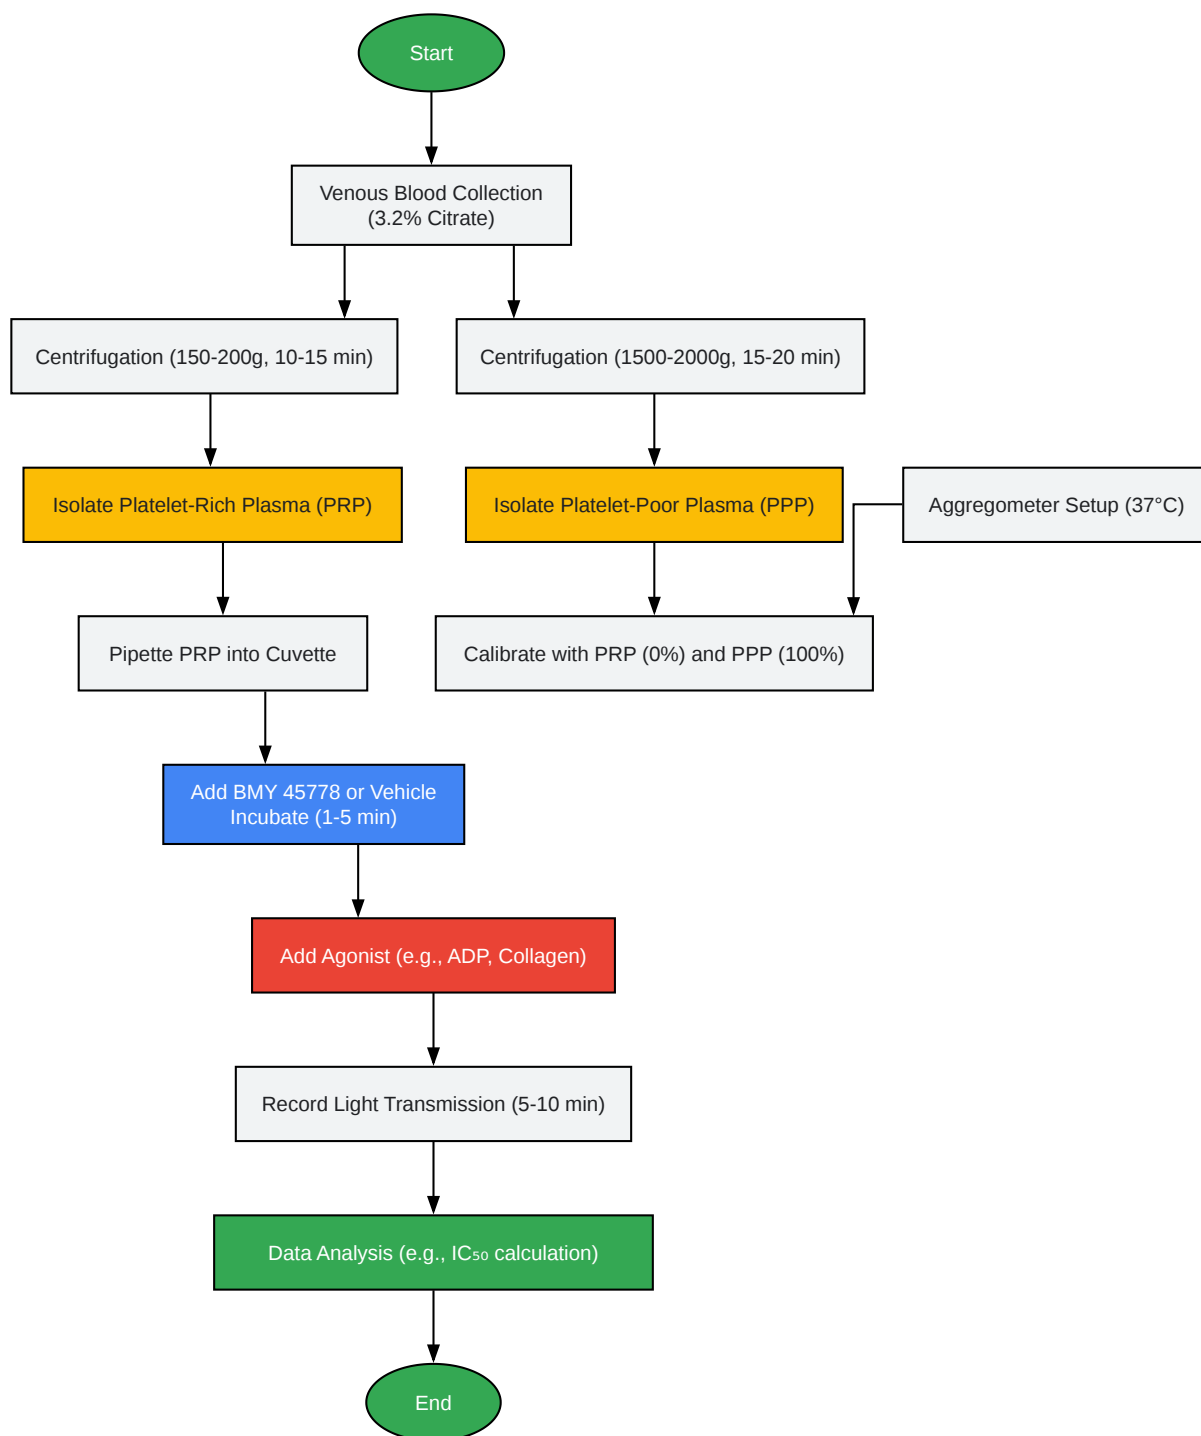 Start
Venous Blood Collection
(3.2% Citrate)
Centrifugation (150-200g, 10-15 min)
Centrifugation (1500-2000g, 15-20 min)
Isolate Platelet-Rich Plasma (PRP)
Isolate Platelet-Poor Plasma (PPP)
Aggregometer Setup (37°C)
Pipette PRP into Cuvette
Calibrate with PRP (0%) and PPP (100%)
Add BMY 45778 or Vehicle
Incubate (1-5 min)
Add Agonist (e.g., ADP, Collagen)
Record Light Transmission (5-10 min)
Data Analysis (e.g., IC₅₀ calculation)
End